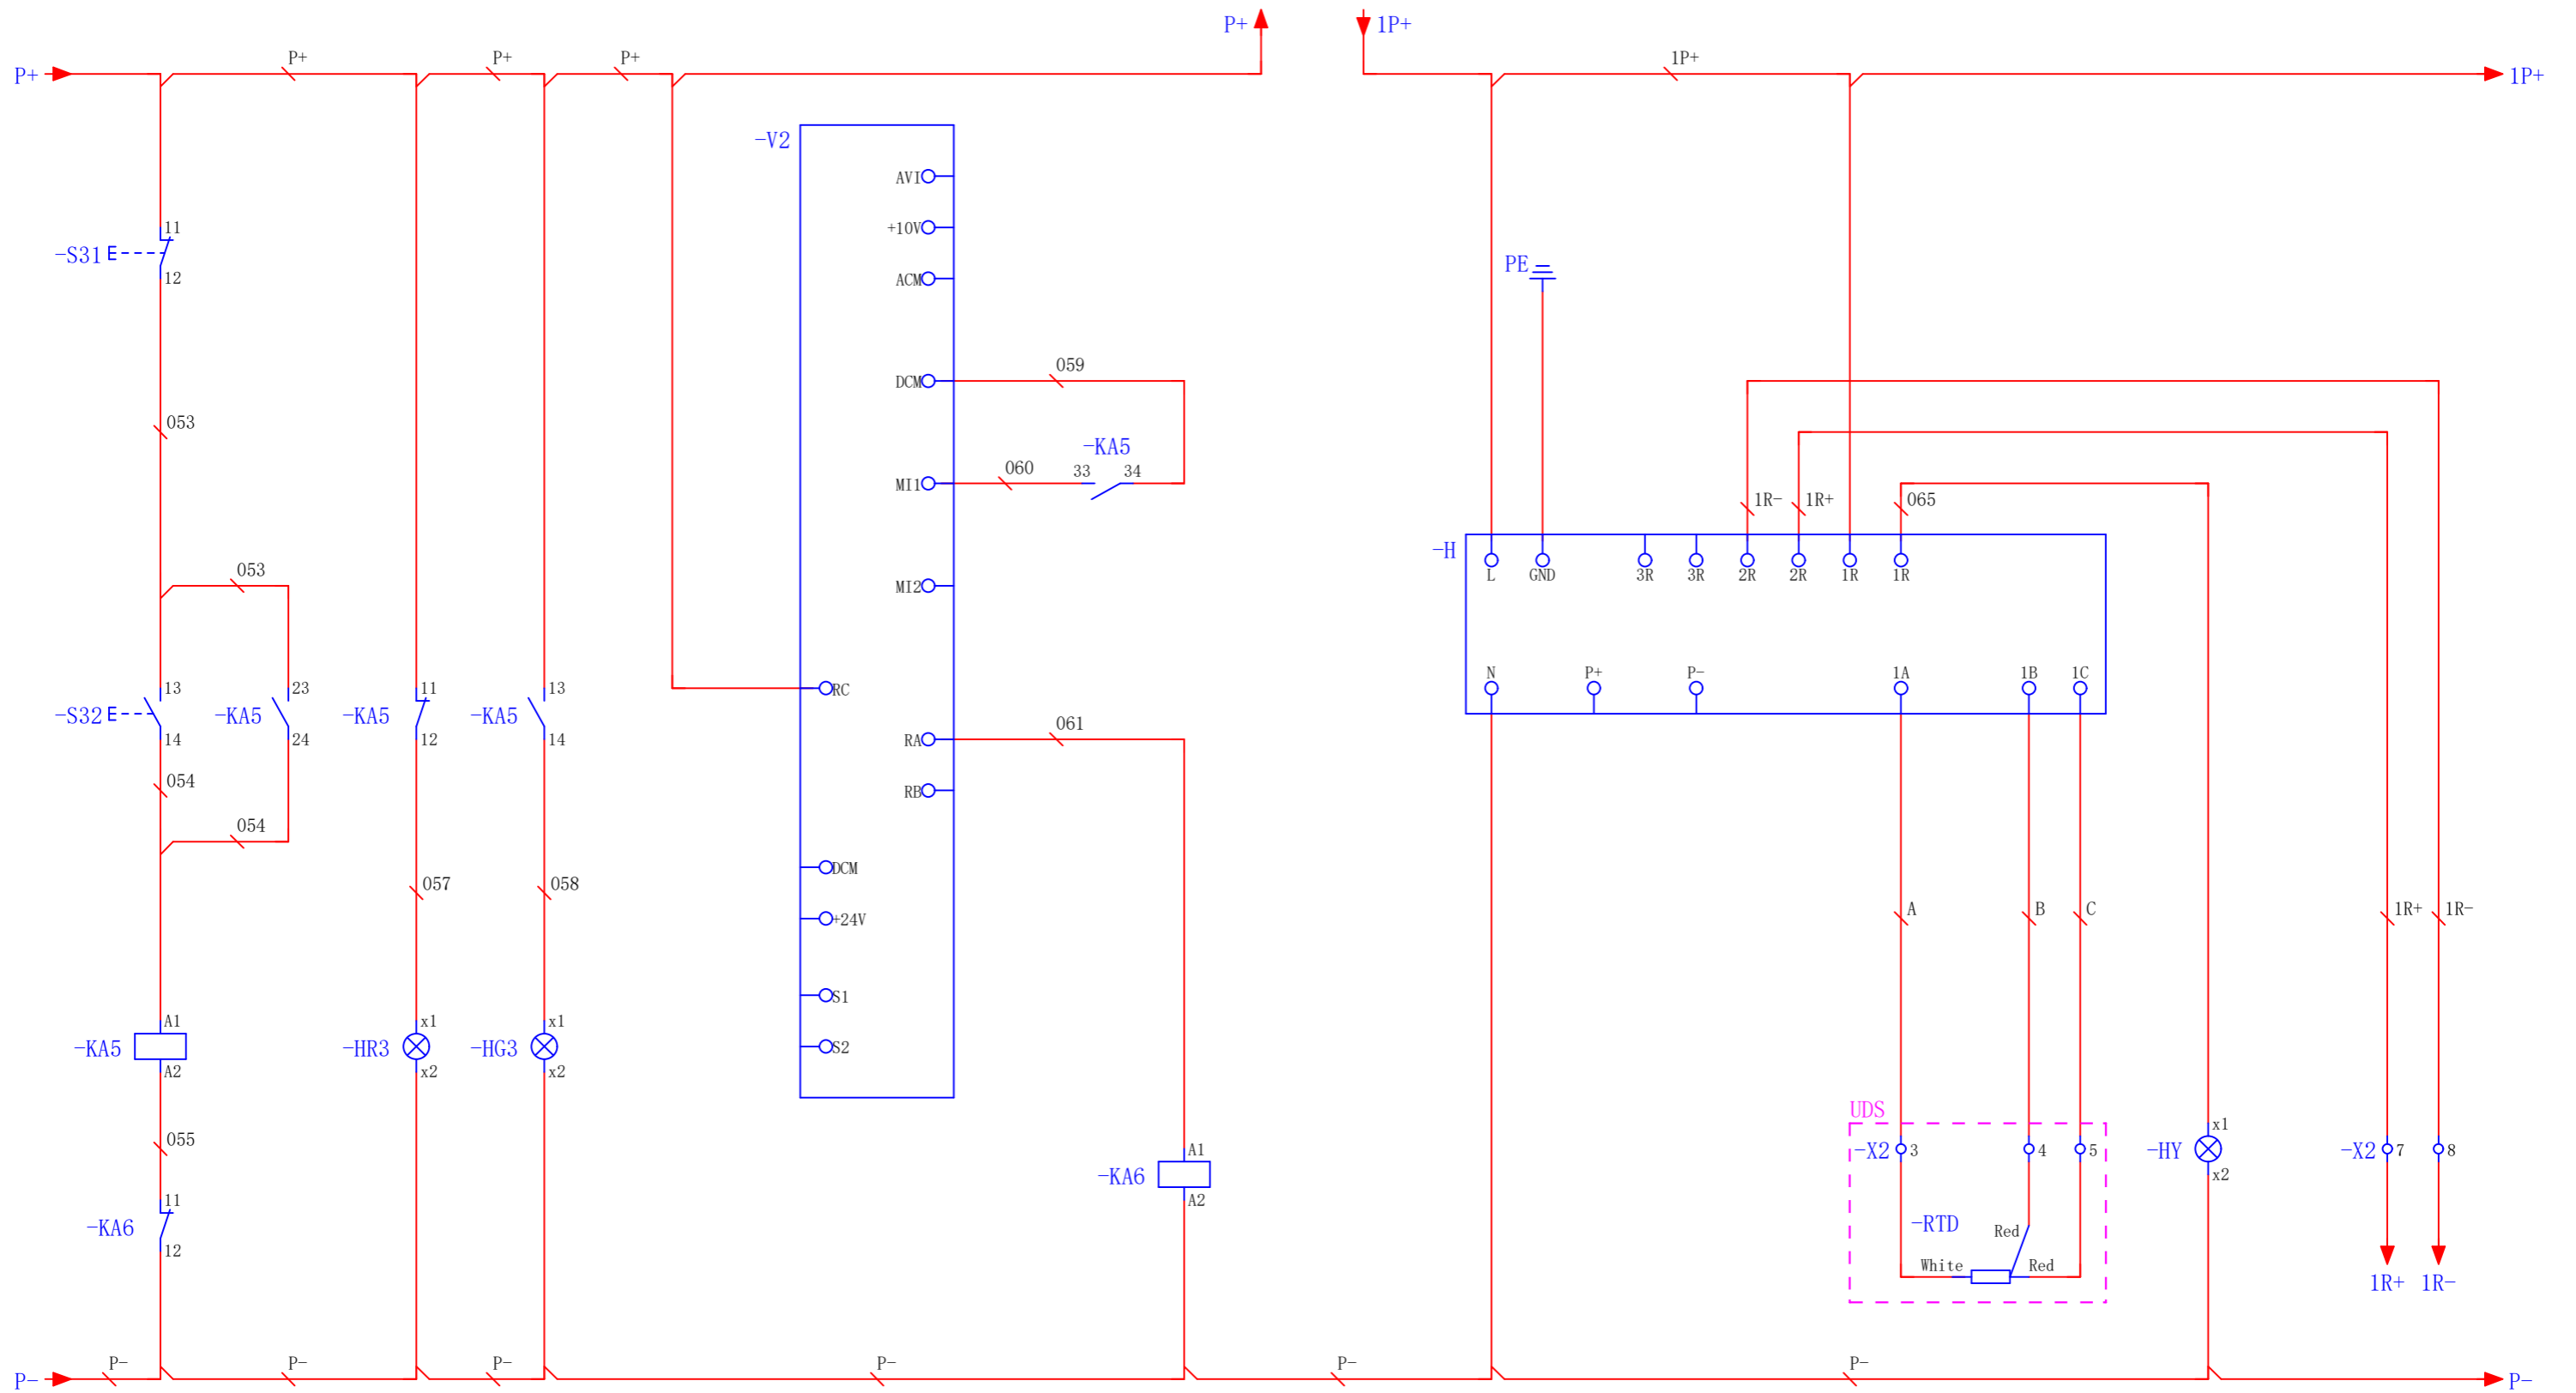 P+
1P+
P+
P+
P+
P+
1P+
1P+
-V2
AVI
+10V
ACM
DCM
MI1
MI2
RC
RA
RB
DCM
+24V
S1
S2
11
-S31
12
053
053
13
-S32
14
23
-KA5
24
054
054
A1
-KA5
A2
055
11
-KA6
12
11
-KA5
12
057
x1
-HR3
x2
13
-KA5
14
058
x1
-HG3
x2
059
-KA5
060
33
34
061
A1
-KA6
A2
PE
1R-
1R+
065
-H
L
GND
3R
3R
2R
2R
1R
1R
N
P+
P-
1A
1B
1C
A
B
C
1R+
1R-
UDS
-X2
3
4
5
-RTD
Red
White
Red
x1
-HY
x2
-X2
7
8
1R+
1R-
P-
P-
P-
P-
P-
P-
P-
P-